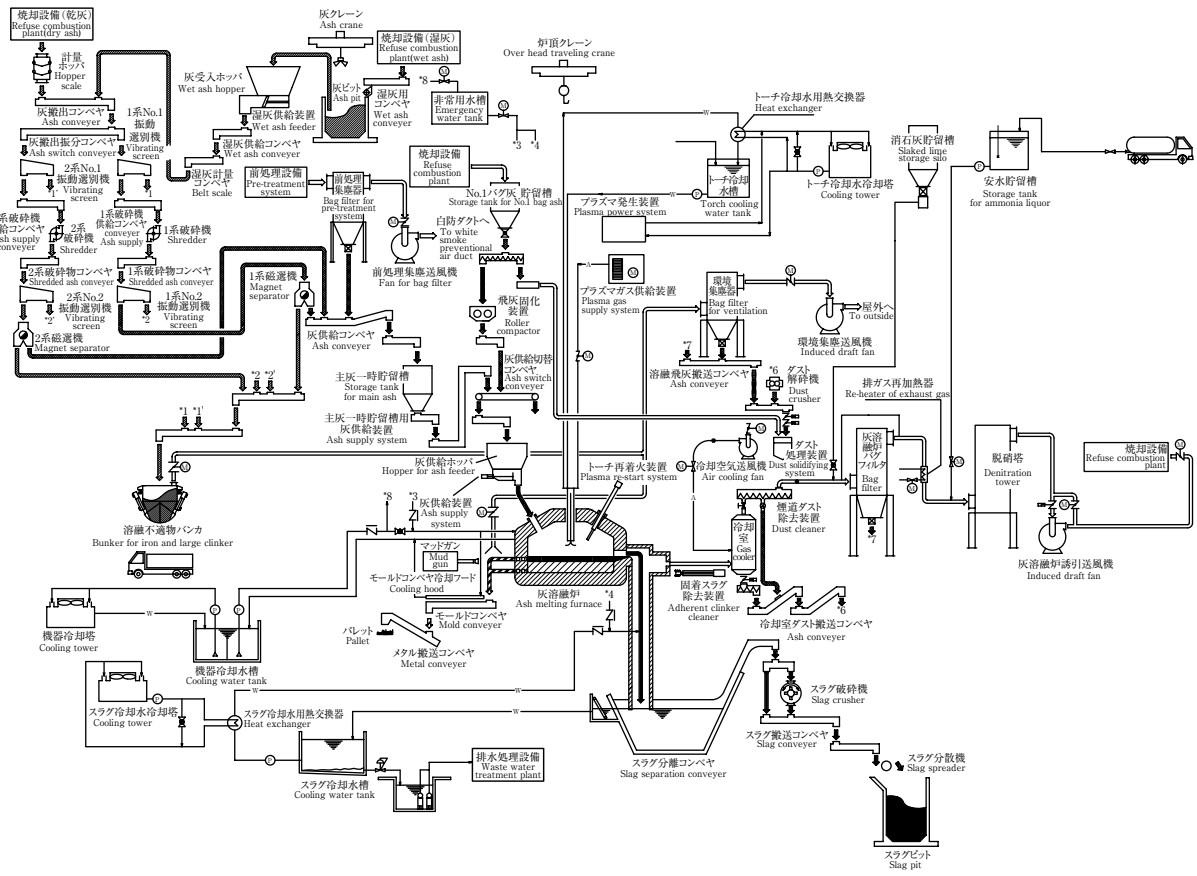 焼却設備(乾灰)
Refuse combustion
plant(dry ash)
計量
ホッパ
Hopper
scale
灰搬出コンベヤ
Ash conveyer
灰搬出振分コンベヤ
Ash switch conveyer
1系No.1
振動
選別機
Vibrating
screen
2系No.1
振動選別機
Vibrating
screen
*1'
*1
系破砕機
給コンベヤ
sh supply
conveyer
2系
破砕機
Shredder
1系破砕機
供給コンベヤ
conveyer
Ash supply
1系破砕機
Shredder
2系破砕物コンベヤ
Shredded ash conveyer
1系破砕物コンベヤ
Shredded ash conveyer
2系No.2
振動選別機
Vibrating
screen
*2'
1系No.2
振動選別機
Vibrating
screen
*2
2系磁選機
Magnet separator
1系磁選機
Magnet
separator
*2 *2'
*1 *1'
M
溶融不適物バンカ
Bunker for iron and large clinker
灰クレーン
Ash crane
灰受入ホッパ
Wet ash hopper
灰ピット
Ash pit
湿灰供給装置
Wet ash feeder
湿灰供給コンベヤ
Wet ash conveyer
湿灰計量
コンベヤ
Belt scale
焼却設備(湿灰)
Refuse combustion
plant(wet ash)
湿灰用
コンベヤ
Wet ash
conveyer
*8
M
非常用水槽
Emergency
water tank
M
*3 *4
前処理設備
Pre-treatment
system
前処理
集塵器
Bag filter for
pre-treatment
system
M
白防ダクトへ
To white
smoke
preventional
air duct
前処理集塵送風機
Fan for bag filter
焼却設備
Refuse
combustion
plant
No.1バグ灰 貯留槽
Storage tank for No.1 bag ash
飛灰固化
装置
Roller
compactor
灰供給切替
コンベヤ
Ash switch
conveyer
灰供給コンベヤ
Ash conveyer
主灰一時貯留槽
Storage tank
for main ash
主灰一時貯留槽用
供給装置
Ash supply system
灰供給ホッパ
Hopper for ash feeder
灰供給装置
Ash supply
system
M
炉頂クレーン
Over head traveling crane
W
トーチ冷却水用熱交換器
Heat exchanger
トーチ冷却
水槽
Torch cooling
water tank
W
P
P
トーチ冷却水冷却塔
Cooling tower
プラズマ発生装置
Plasma power system
A
M
プラズマガス供給装置
Plasma gas
supply system
M
トーチ再着火装置
Plasma re-start system
環境
集塵器
Bag filter
for ventilation
M
屋外へ
To outside
環境集塵送風機
Induced draft fan
*7
溶融飛灰搬送コンベヤ
Ash conveyer
*6
ダスト
解砕機
Dust
crusher
ダスト
処理装置
Dust solidifying
system
M
M
冷却空気送風機
Air cooling fan
A
消石灰貯留槽
Slaked lime
storage silo
P
安水貯留槽
Storage tank
for ammonia liquor
排ガス再加熱器
Re-heater of exhaust gas
M
灰溶
融炉
バグ
フィルタ
Bag
filter
*7
M
M
脱硝塔
Denitration
tower
M
焼却設備
Refuse combustion
plant
M
M
灰溶融炉誘引送風機
Induced draft fan
煙道ダスト
除去装置
Dust cleaner
冷却
室
Gas
cooler
固着スラグ
除去装置
Adherent clinker
cleaner
*6
冷却室ダスト搬送コンベヤ
Ash conveyer
*8
*3
マッドガン
Mud
gun
モールドコンベヤ冷却フード
Cooling hood
灰溶融炉
Ash melting furnace
*4
モールドコンベヤ
Mold conveyer
パレット
Pallet
メタル搬送コンベヤ
Metal conveyer
W
P
P
機器冷却塔
Cooling tower
機器冷却水槽
Cooling water tank
W
P
スラグ冷却水冷却塔
Cooling tower
W
スラグ冷却水用熱交換器
Heat exchanger
W
P
スラグ冷却水槽
Cooling water tank
排水処理設備
Waste water
treatment plant
スラグ分離コンベヤ
Slag separation conveyer
スラグ破砕機
Slag crusher
スラグ搬送コンベヤ
Slag conveyer
スラグ分散機
Slag spreader
スラグピット
Slag pit